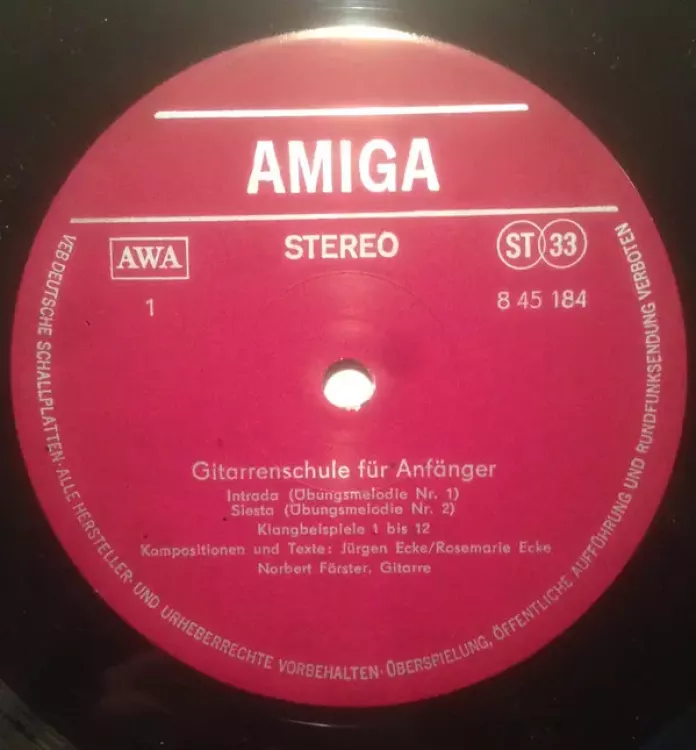 AMIGA
AWA
STEREO
ST 33
1
8 45 184
Gitarrenschule für Anfänger
Intrada (Übungsmelodie Nr. 1)
Siesta (Übungsmelodie Nr. 2)
Klangbeispiele 1 bis 12
Kompositionen und Texte: Jürgen Ecke/Rosemarie Ecke
Norbert Förster, Gitarre
VEB DEUTSCHE SCHALLPLATTEN · ALLE HERSTELLER- UND URHEBERRECHTE VORBEHALTEN · ÜBERSPIELUNG, ÖFFENTLICHE AUFFÜHRUNG UND RUNDFUNKSENDUNG VERBOTEN